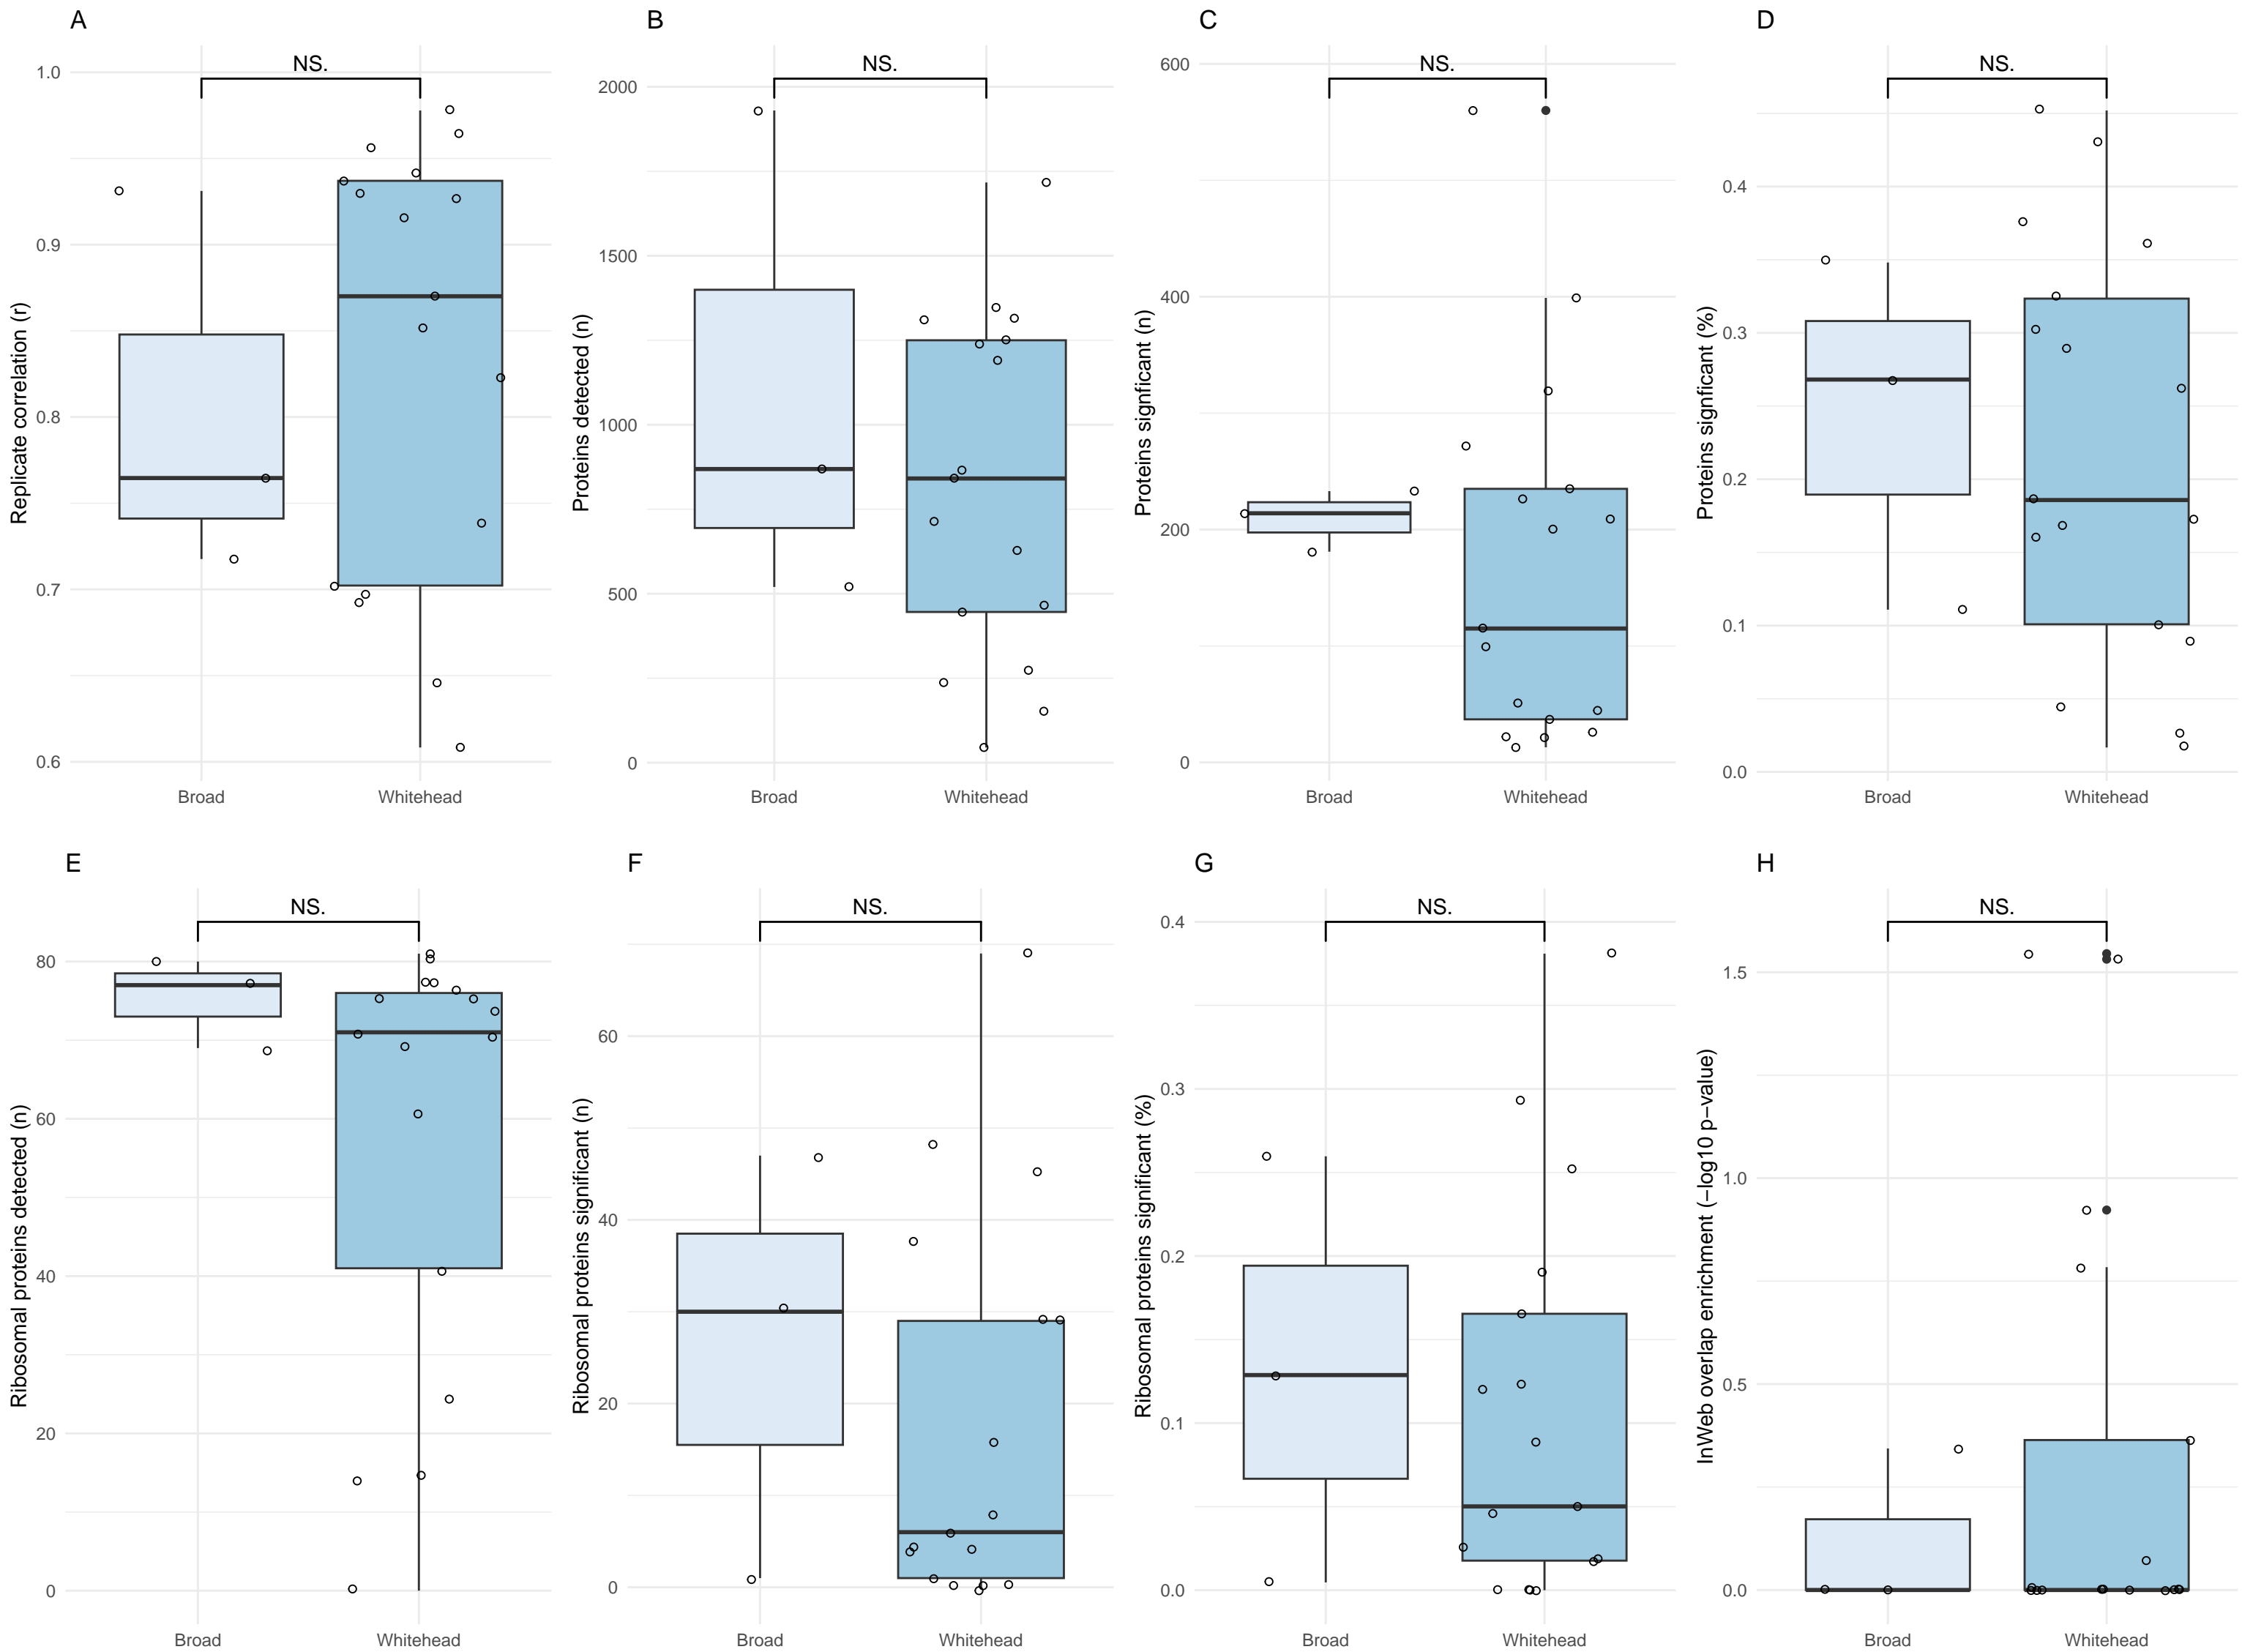 A
NS.
1.0
0.9
0.8
0.7
0.6
Replicate correlation (r)
Broad
Whitehead
B
NS.
2000
1500
1000
500
0
Proteins detected (n)
Broad
Whitehead
C
NS.
600
400
200
0
Proteins signficant (n)
Broad
Whitehead
D
NS.
0.4
0.3
0.2
0.1
0.0
Proteins signficant (%)
Broad
Whitehead
E
NS.
80
60
40
20
0
Ribosomal proteins detected (n)
Broad
Whitehead
F
NS.
60
40
20
0
Ribosomal proteins significant (n)
Broad
Whitehead
G
NS.
0.4
0.3
0.2
0.1
0.0
Ribosomal proteins significant (%)
Broad
Whitehead
H
NS.
1.5
1.0
0.5
0.0
InWeb overlap enrichment (−log10 p−value)
Broad
Whitehead